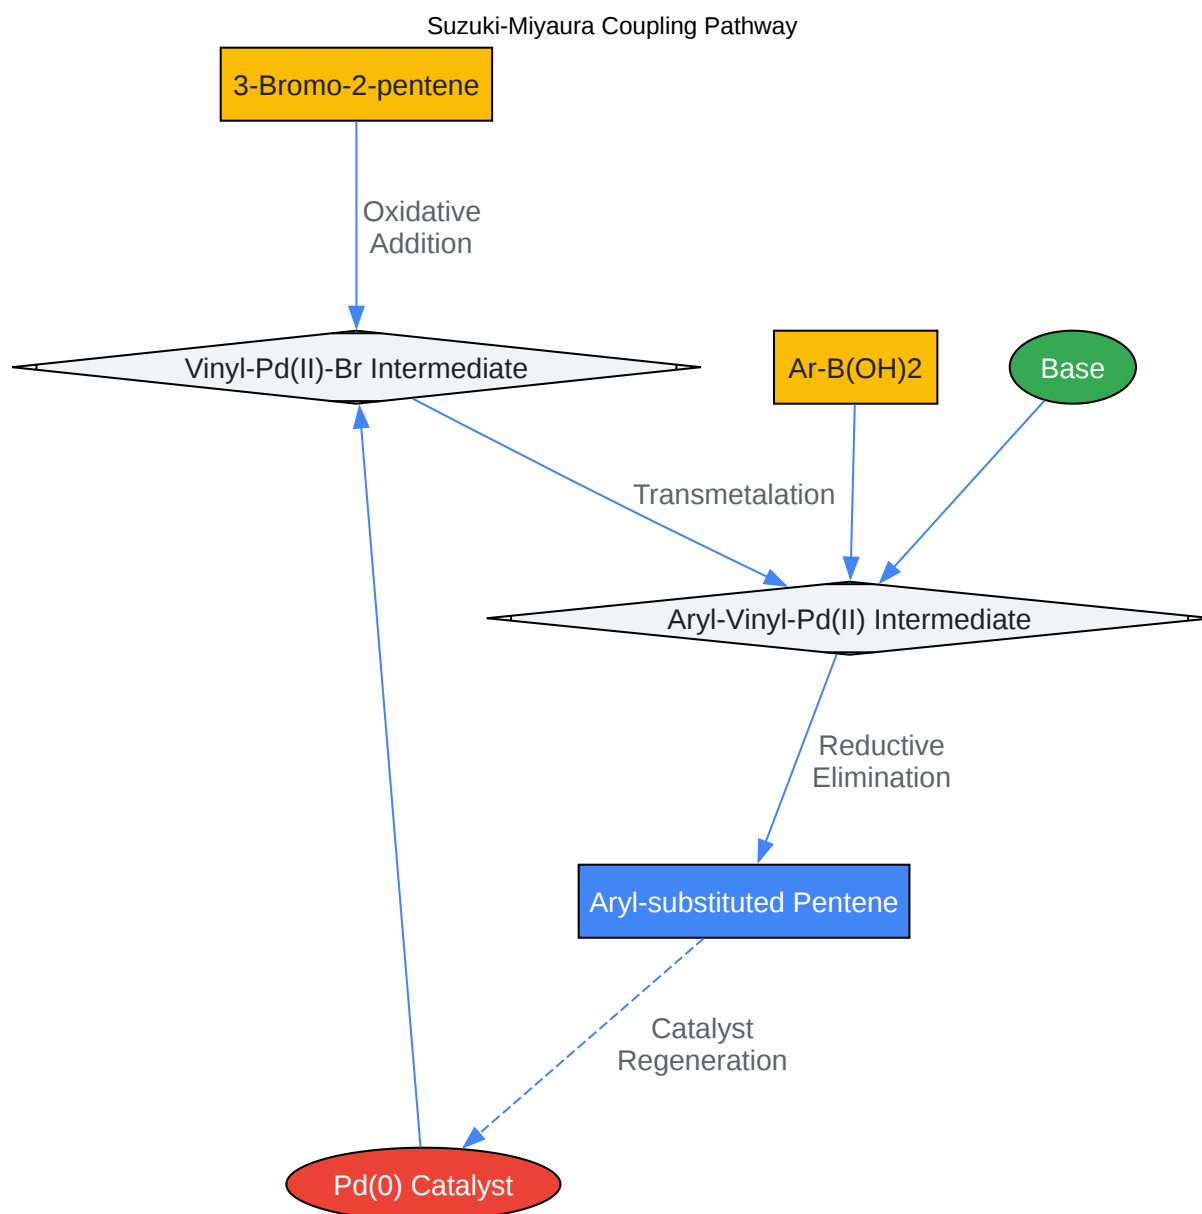 Suzuki-Miyaura Coupling Pathway
3-Bromo-2-pentene
Oxidative
Addition
Vinyl-Pd(II)-Br Intermediate
Ar-B(OH)2
Base
Transmetalation
Aryl-Vinyl-Pd(II) Intermediate
Reductive
Elimination
Aryl-substituted Pentene
Catalyst
Regeneration
Pd(0) Catalyst